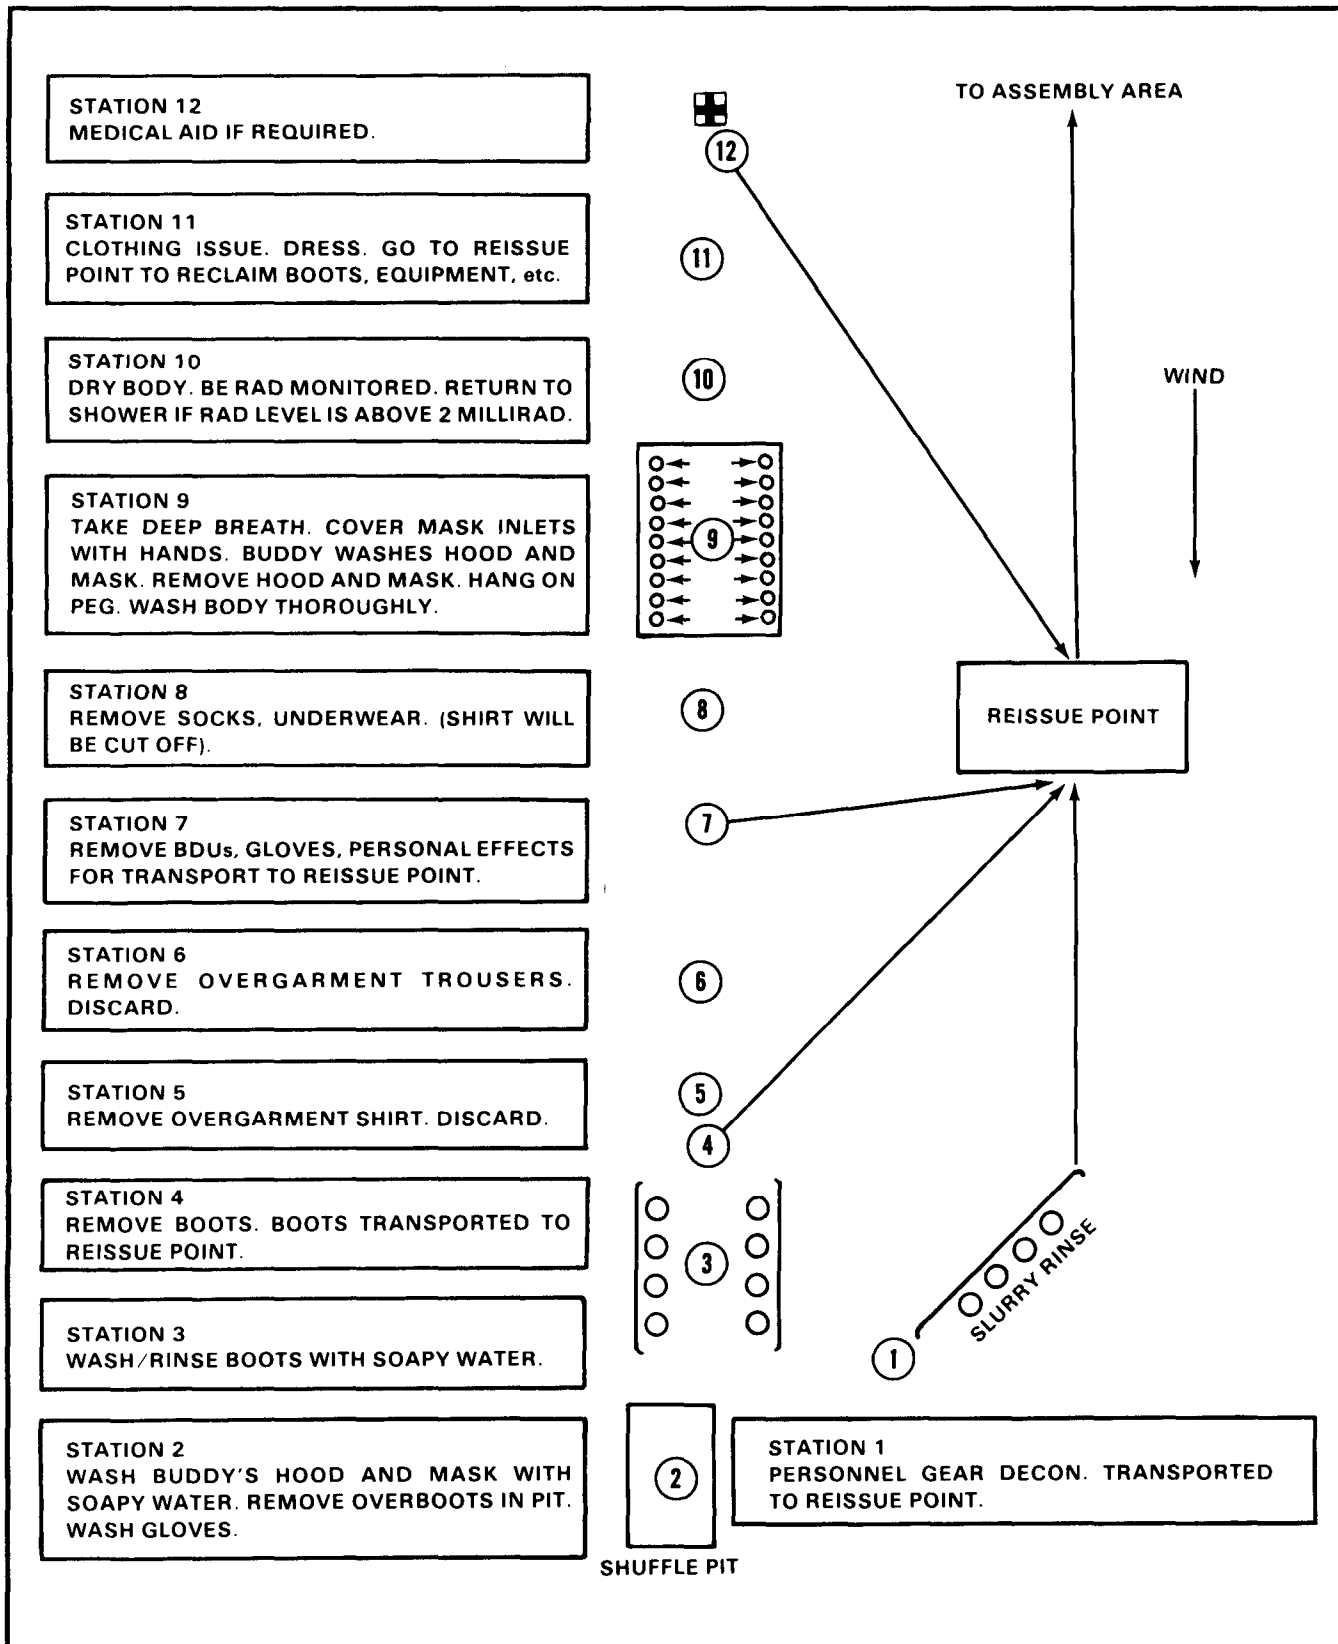 STATION 12
MEDICAL AID IF REQUIRED.
12
TO ASSEMBLY AREA
STATION 11
CLOTHING ISSUE. DRESS. GO TO REISSUE
POINT TO RECLAIM BOOTS, EQUIPMENT, etc.
11
STATION 10
DRY BODY. BE RAD MONITORED. RETURN TO
SHOWER IF RAD LEVEL IS ABOVE 2 MILLIRAD.
10
WIND
STATION 9
TAKE DEEP BREATH. COVER MASK INLETS
WITH HANDS. BUDDY WASHES HOOD AND
MASK. REMOVE HOOD AND MASK. HANG ON
PEG. WASH BODY THOROUGHLY.
9
STATION 8
REMOVE SOCKS, UNDERWEAR. (SHIRT WILL
BE CUT OFF).
8
REISSUE POINT
STATION 7
REMOVE BDUs, GLOVES, PERSONAL EFFECTS
FOR TRANSPORT TO REISSUE POINT.
7
STATION 6
REMOVE OVERGARMENT TROUSERS.
DISCARD.
6
STATION 5
REMOVE OVERGARMENT SHIRT. DISCARD.
5
4
STATION 4
REMOVE BOOTS. BOOTS TRANSPORTED TO
REISSUE POINT.
3
SLURRY RINSE
STATION 3
WASH/RINSE BOOTS WITH SOAPY WATER.
1
STATION 2
WASH BUDDY'S HOOD AND MASK WITH
SOAPY WATER. REMOVE OVERBOOTS IN PIT.
WASH GLOVES.
2
SHUFFLE PIT
STATION 1
PERSONNEL GEAR DECON. TRANSPORTED
TO REISSUE POINT.